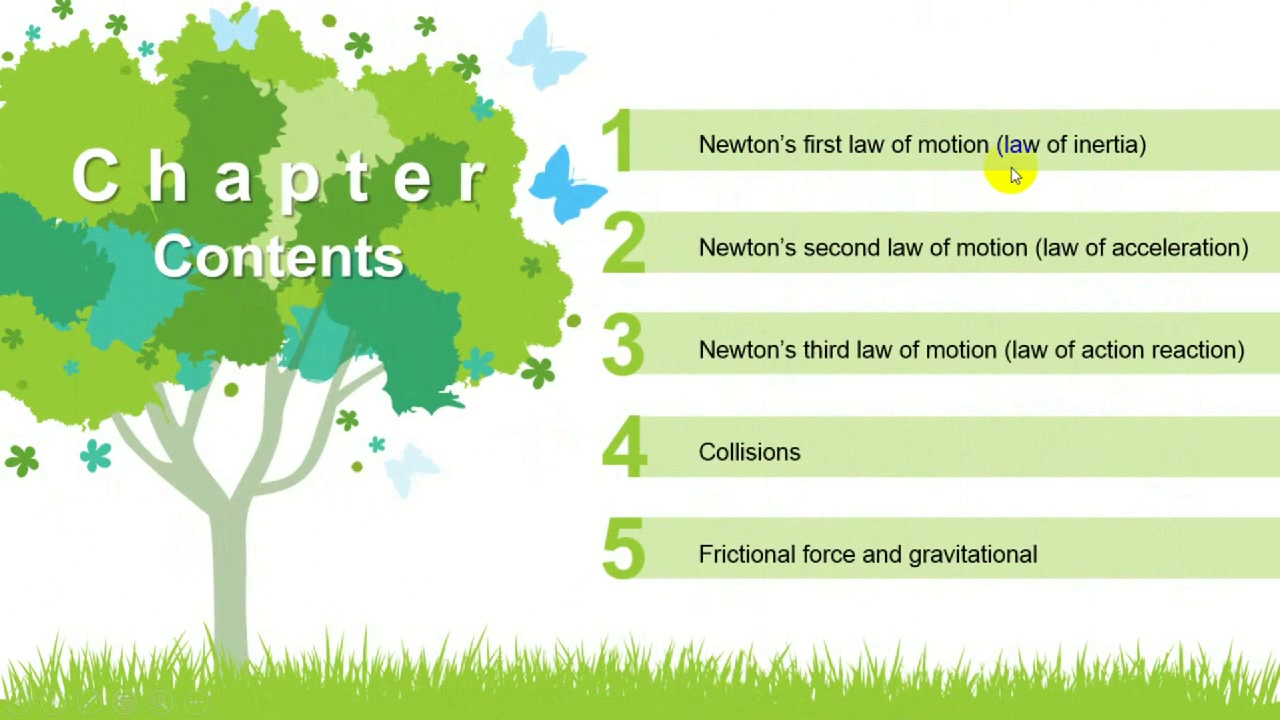 Chapter
Contents
1 Newton’s first law of motion (law of inertia)
2 Newton’s second law of motion (law of acceleration)
3 Newton’s third law of motion (law of action reaction)
4 Collisions
5 Frictional force and gravitational